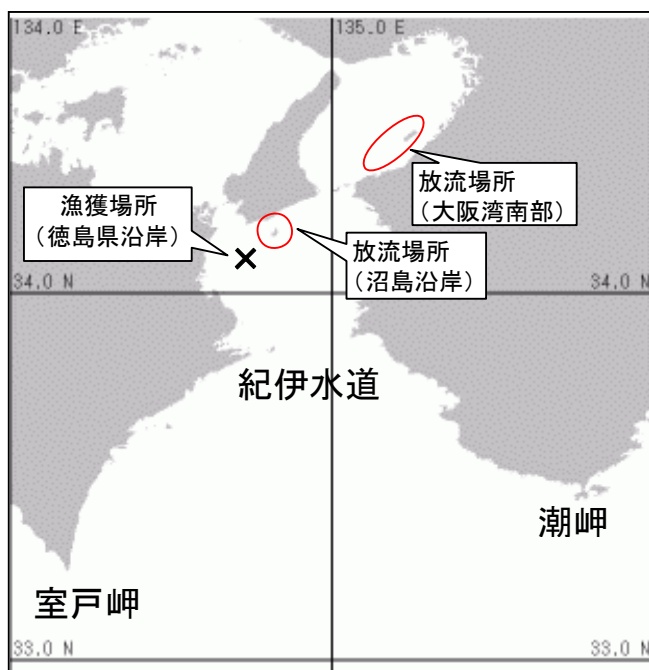 134.0 E
135.0 E
放流場所
(大阪湾南部)
漁獲場所
(徳島県沿岸)
放流場所
(沼島沿岸)
34.0 N
34.0 N
紀伊水道
潮岬
室戸岬
33.0 N
33.0 N